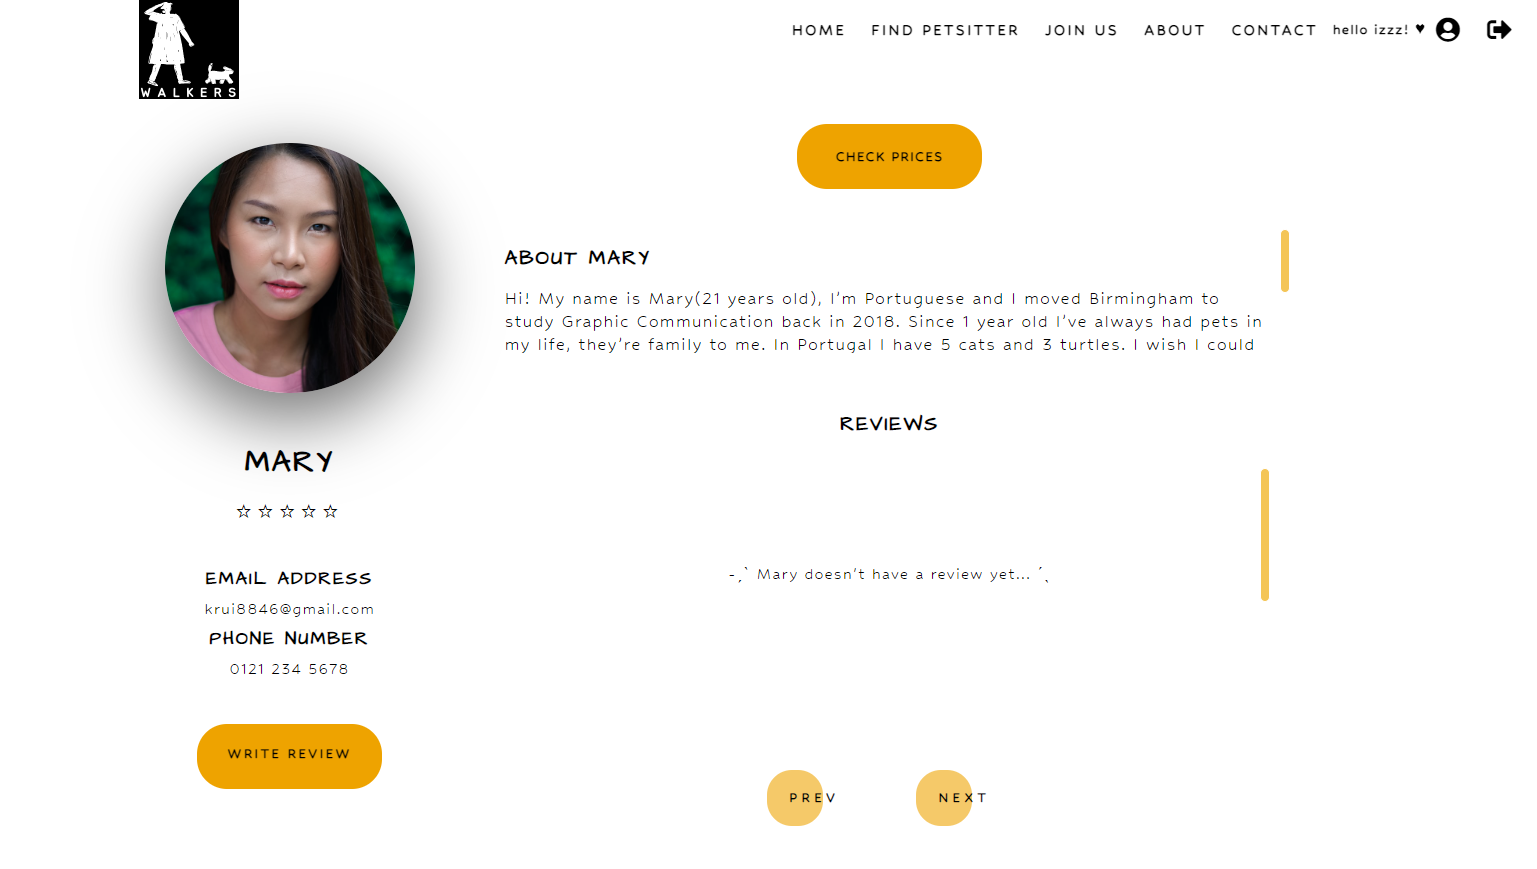 WALKERS
HOME FIND PETSITTER JOIN US ABOUT CONTACT hello izzz! ♥
CHECK PRICES
ABOUT MARY
Hi! My name is Mary(21 years old), I'm Portuguese and I moved Birmingham to
study Graphic Communication back in 2018. Since 1 year old I've always had pets in
my life, they're family to me. In Portugal I have 5 cats and 3 turtles. I wish I could
REVIEWS
-ˏˋ Mary doesn't have a review yet... ˊˎ
MARY
☆ ☆ ☆ ☆ ☆
EMAIL ADDRESS
krui8846@gmail.com
PHONE NUMBER
0121 234 5678
WRITE REVIEW
PREV NEXT